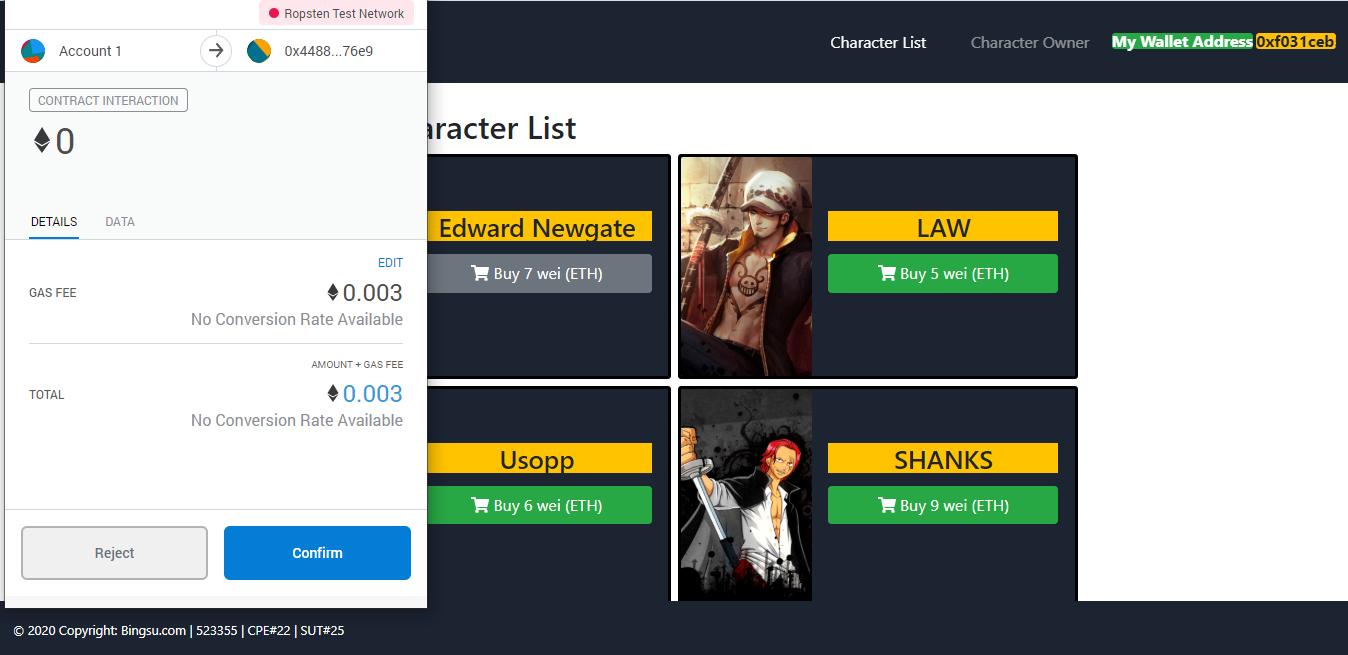 Ropsten Test Network
Account 1
0x4488...76e9
CONTRACT INTERACTION
0
DETAILS DATA
EDIT
GAS FEE
0.003
No Conversion Rate Available
AMOUNT + GAS FEE
TOTAL
0.003
No Conversion Rate Available
Reject
Confirm
Character List
Character Owner
My Wallet Address 0xf031ceb
aracter List
Edward Newgate
Buy 7 wei (ETH)
LAW
Buy 5 wei (ETH)
Usopp
Buy 6 wei (ETH)
SHANKS
Buy 9 wei (ETH)
© 2020 Copyright: Bingsu.com | 523355 | CPE#22 | SUT#25